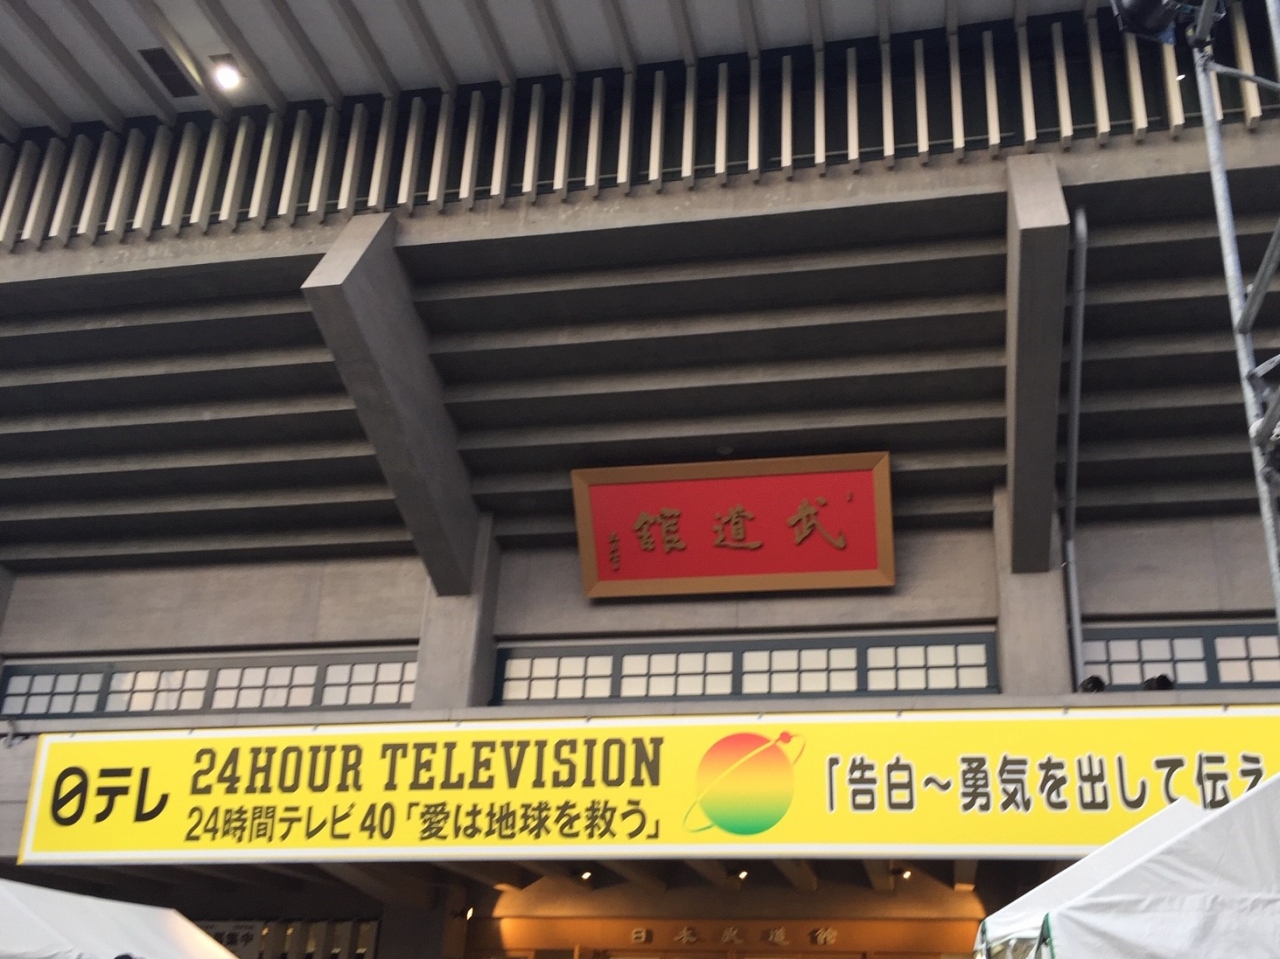 武道館
日テレ
24HOUR TELEVISION
24時間テレビ40「愛は地球を救う」
「告白～勇気を出して伝え
日本武道館
集中